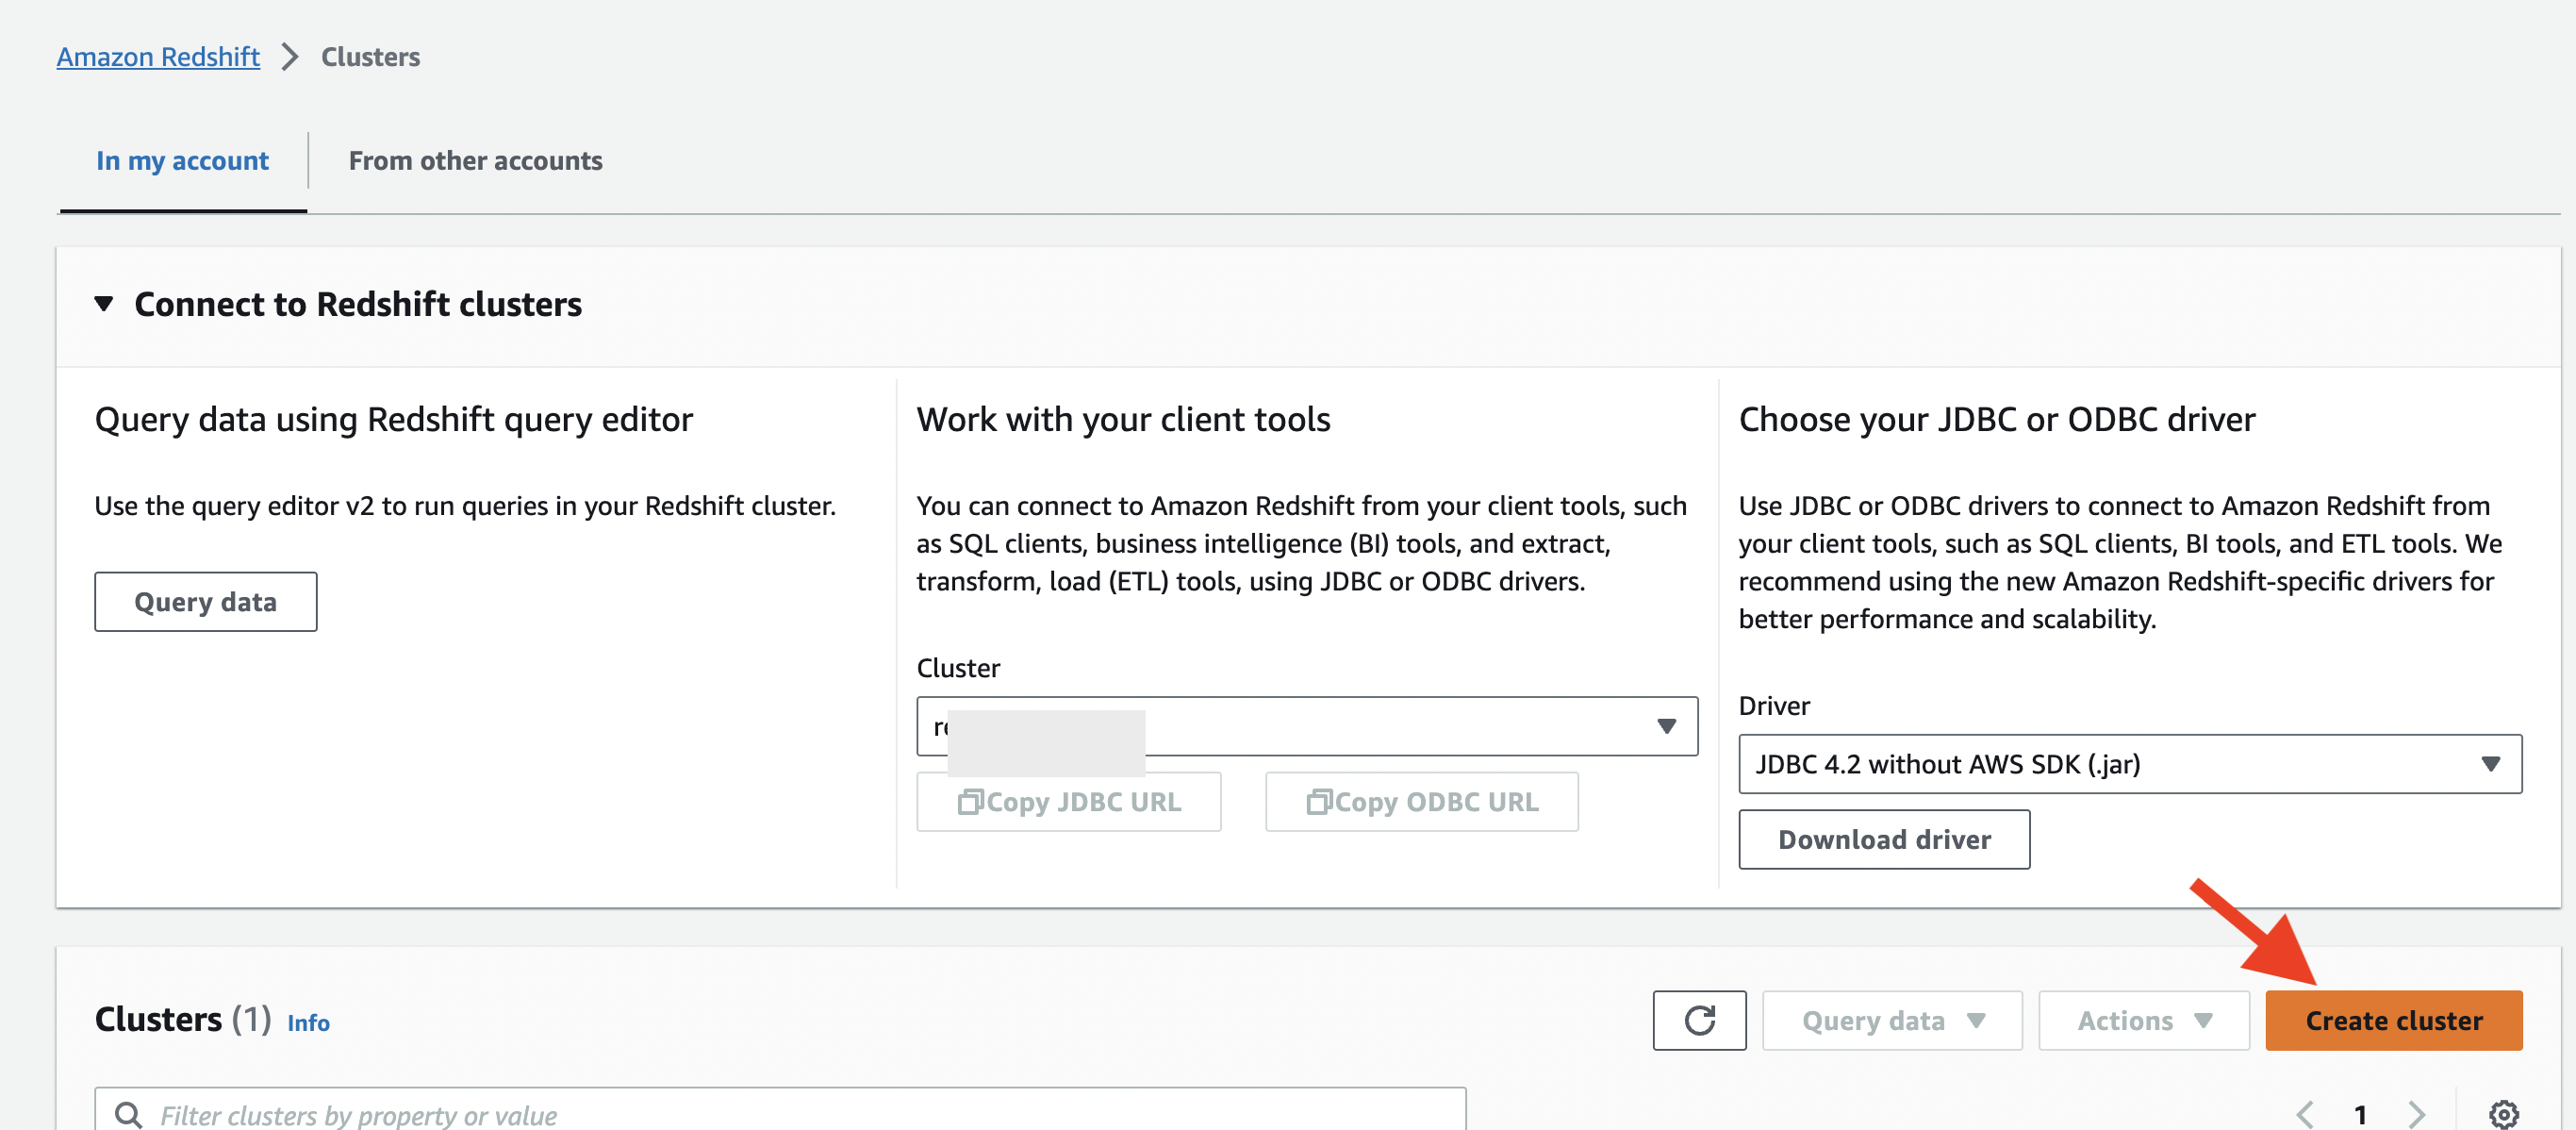 Amazon Redshift > Clusters
In my account
From other accounts
Connect to Redshift clusters
Query data using Redshift query editor
Use the query editor v2 to run queries in your Redshift cluster.
Query data
Work with your client tools
You can connect to Amazon Redshift from your client tools, such
as SQL clients, business intelligence (BI) tools, and extract,
transform, load (ETL) tools, using JDBC or ODBC drivers.
Cluster
Copy JDBC URL
Copy ODBC URL
Choose your JDBC or ODBC driver
Use JDBC or ODBC drivers to connect to Amazon Redshift from
your client tools, such as SQL clients, BI tools, and ETL tools. We
recommend using the new Amazon Redshift-specific drivers for
better performance and scalability.
Driver
JDBC 4.2 without AWS SDK (.jar)
Download driver
Clusters (1) Info
Query data
Actions
Create cluster
Filter clusters by property or value
1